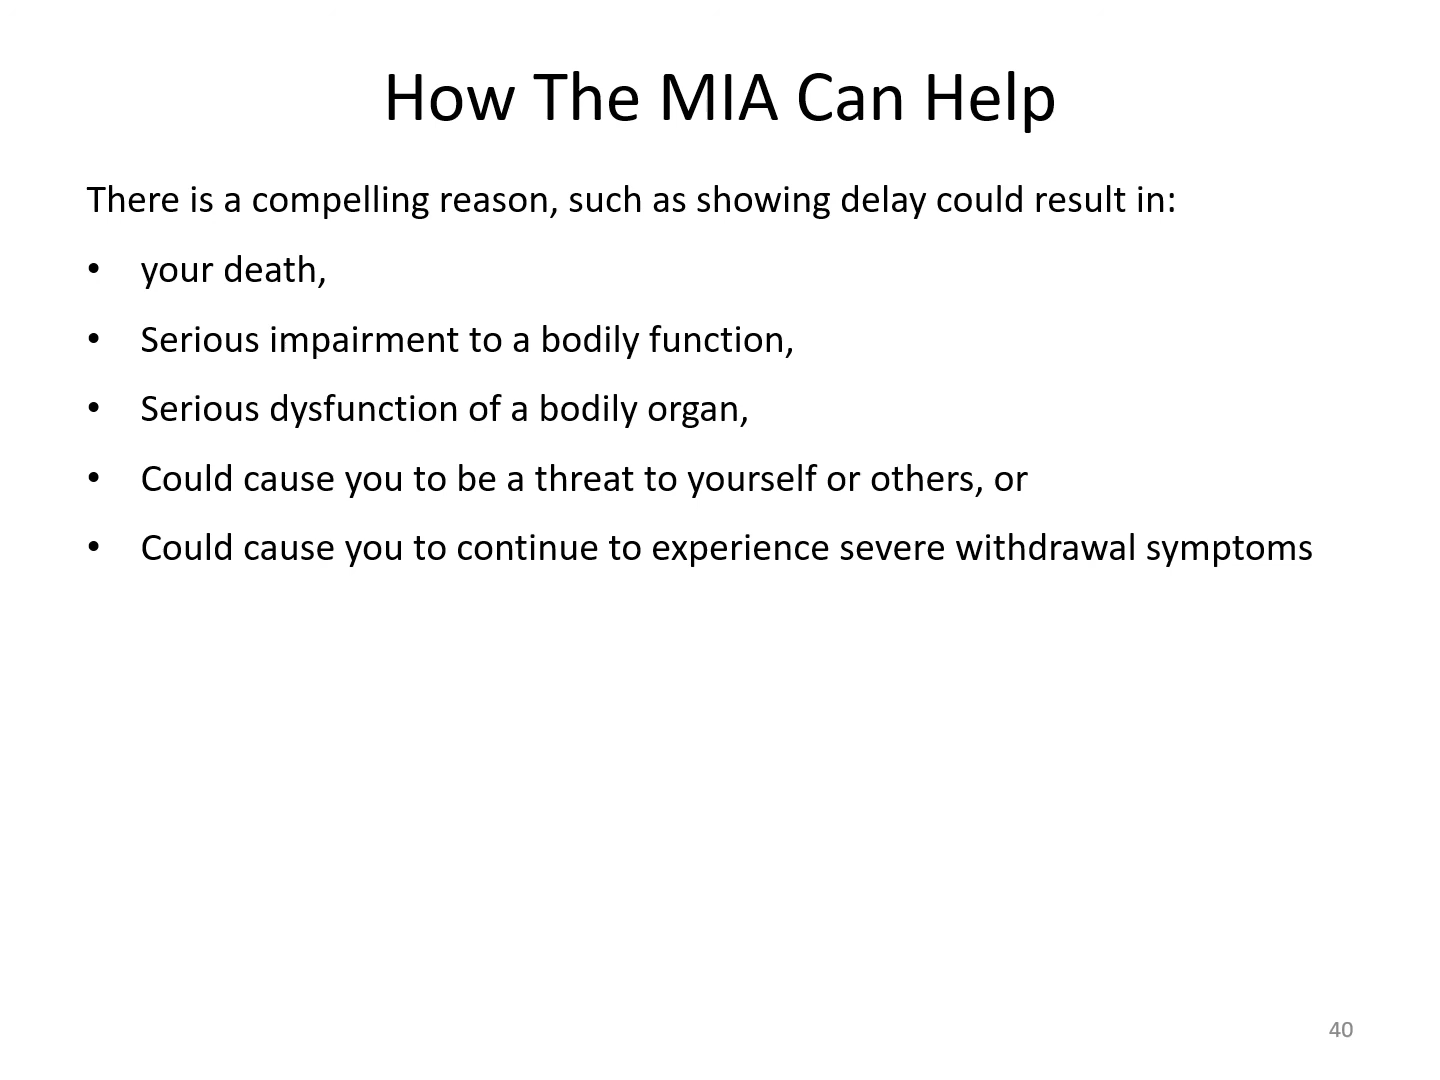 How The MIA Can Help
There is a compelling reason, such as showing delay could result in:
• your death,
• Serious impairment to a bodily function,
• Serious dysfunction of a bodily organ,
• Could cause you to be a threat to yourself or others, or
• Could cause you to continue to experience severe withdrawal symptoms
40